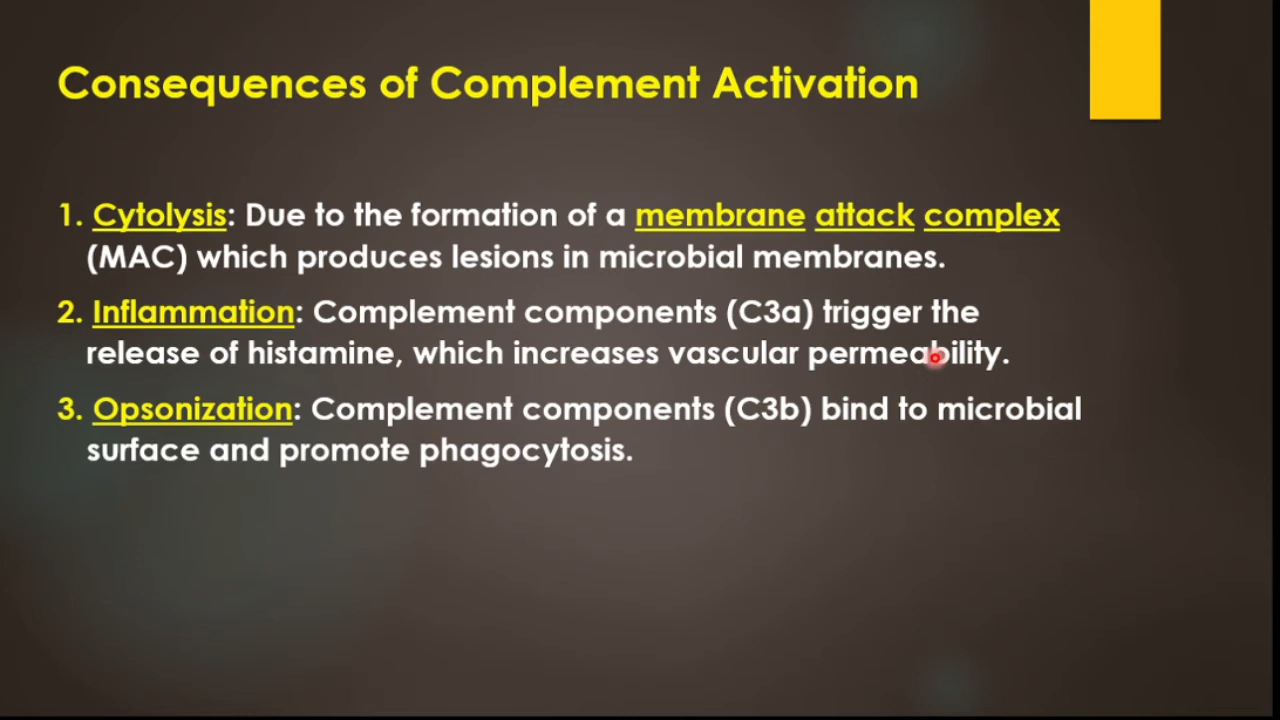 Consequences of Complement Activation
1. Cytolysis: Due to the formation of a membrane attack complex
(MAC) which produces lesions in microbial membranes.
2. Inflammation: Complement components (C3a) trigger the
release of histamine, which increases vascular permeability.
3. Opsonization: Complement components (C3b) bind to microbial
surface and promote phagocytosis.